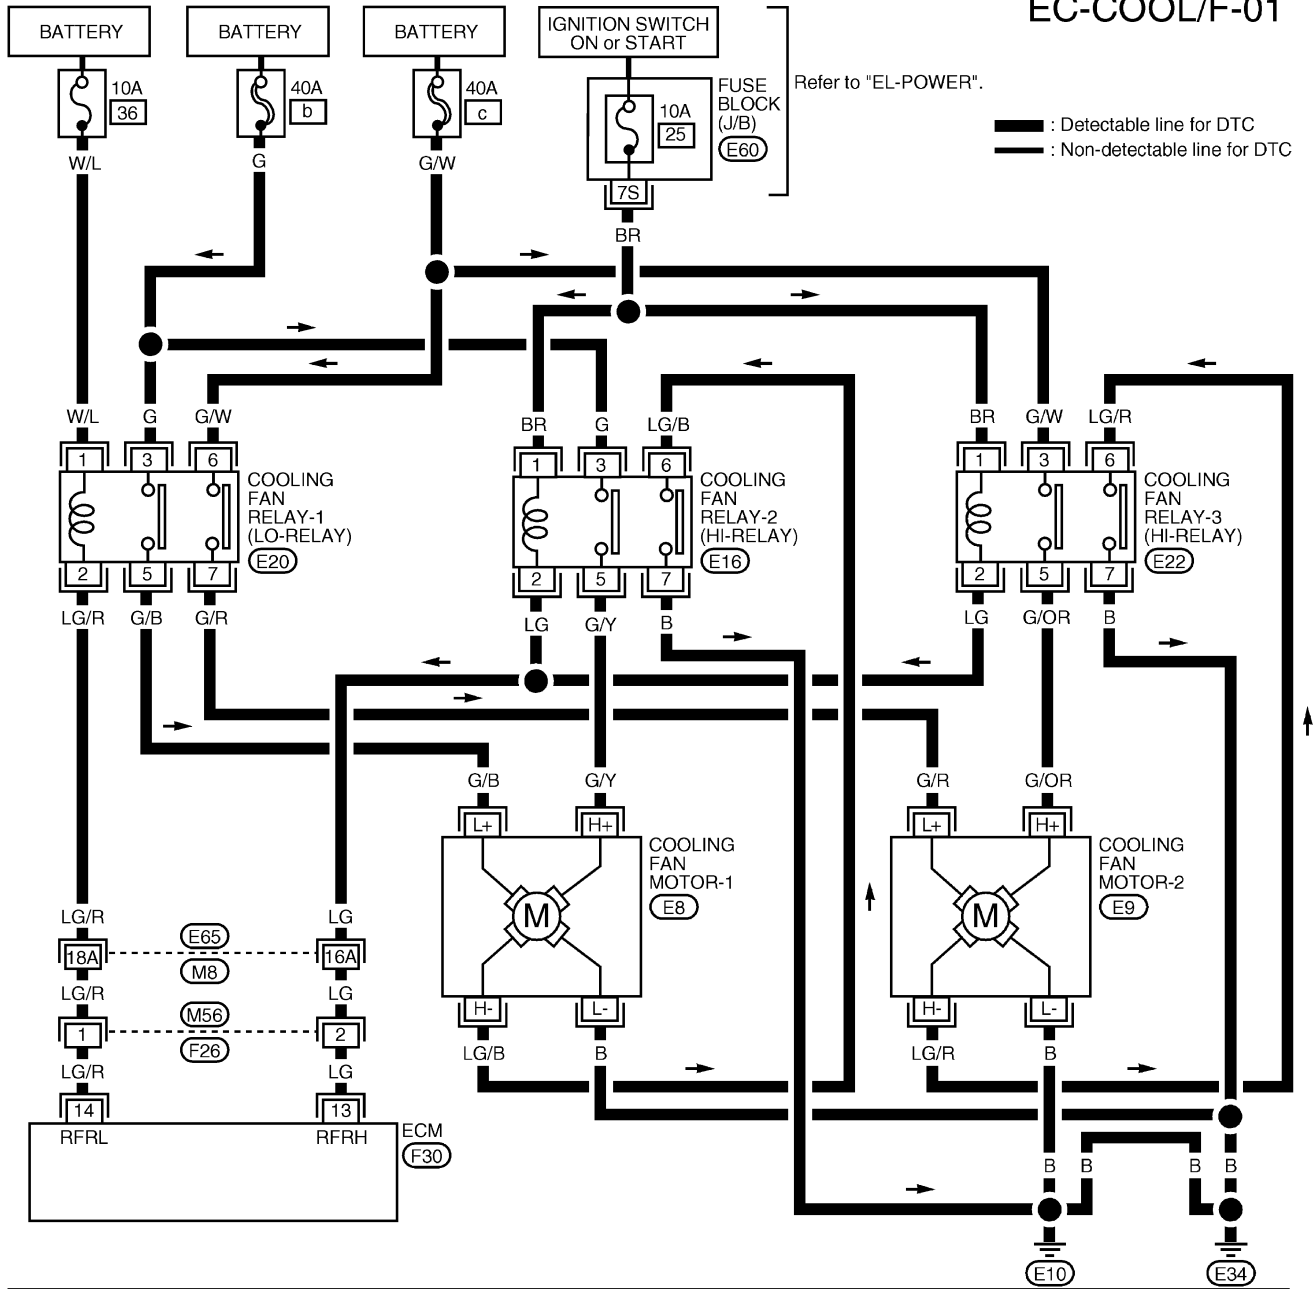 EC-COOL/F-01
BATTERY
BATTERY
BATTERY
IGNITION SWITCH
ON or START
10A
36
40A
b
40A
c
10A
25
FUSE
BLOCK
(J/B)
E60
Refer to "EL-POWER".
: Detectable line for DTC
: Non-detectable line for DTC
W/L
G
G/W
7S
BR
W/L
G
G/W
BR
G
LG/B
BR
G/W
LG/R
1
3
6
1
3
6
1
3
6
COOLING
FAN
RELAY-1
(LO-RELAY)
E20
COOLING
FAN
RELAY-2
(HI-RELAY)
E16
COOLING
FAN
RELAY-3
(HI-RELAY)
E22
2
5
7
2
5
7
2
5
7
LG/R
G/B
G/R
LG
G/Y
B
LG
G/OR
B
G/B
G/Y
G/R
G/OR
L+
H+
L+
H+
COOLING
FAN
MOTOR-1
E8
COOLING
FAN
MOTOR-2
E9
M
M
LG/R
LG
18A
E65
M8
16A
LG/R
LG
H-
L-
H-
L-
1
M56
F26
2
LG/B
B
LG/R
B
LG/R
LG
14
13
RFRL
RFRH
ECM
F30
B
B
B
B
E10
E34